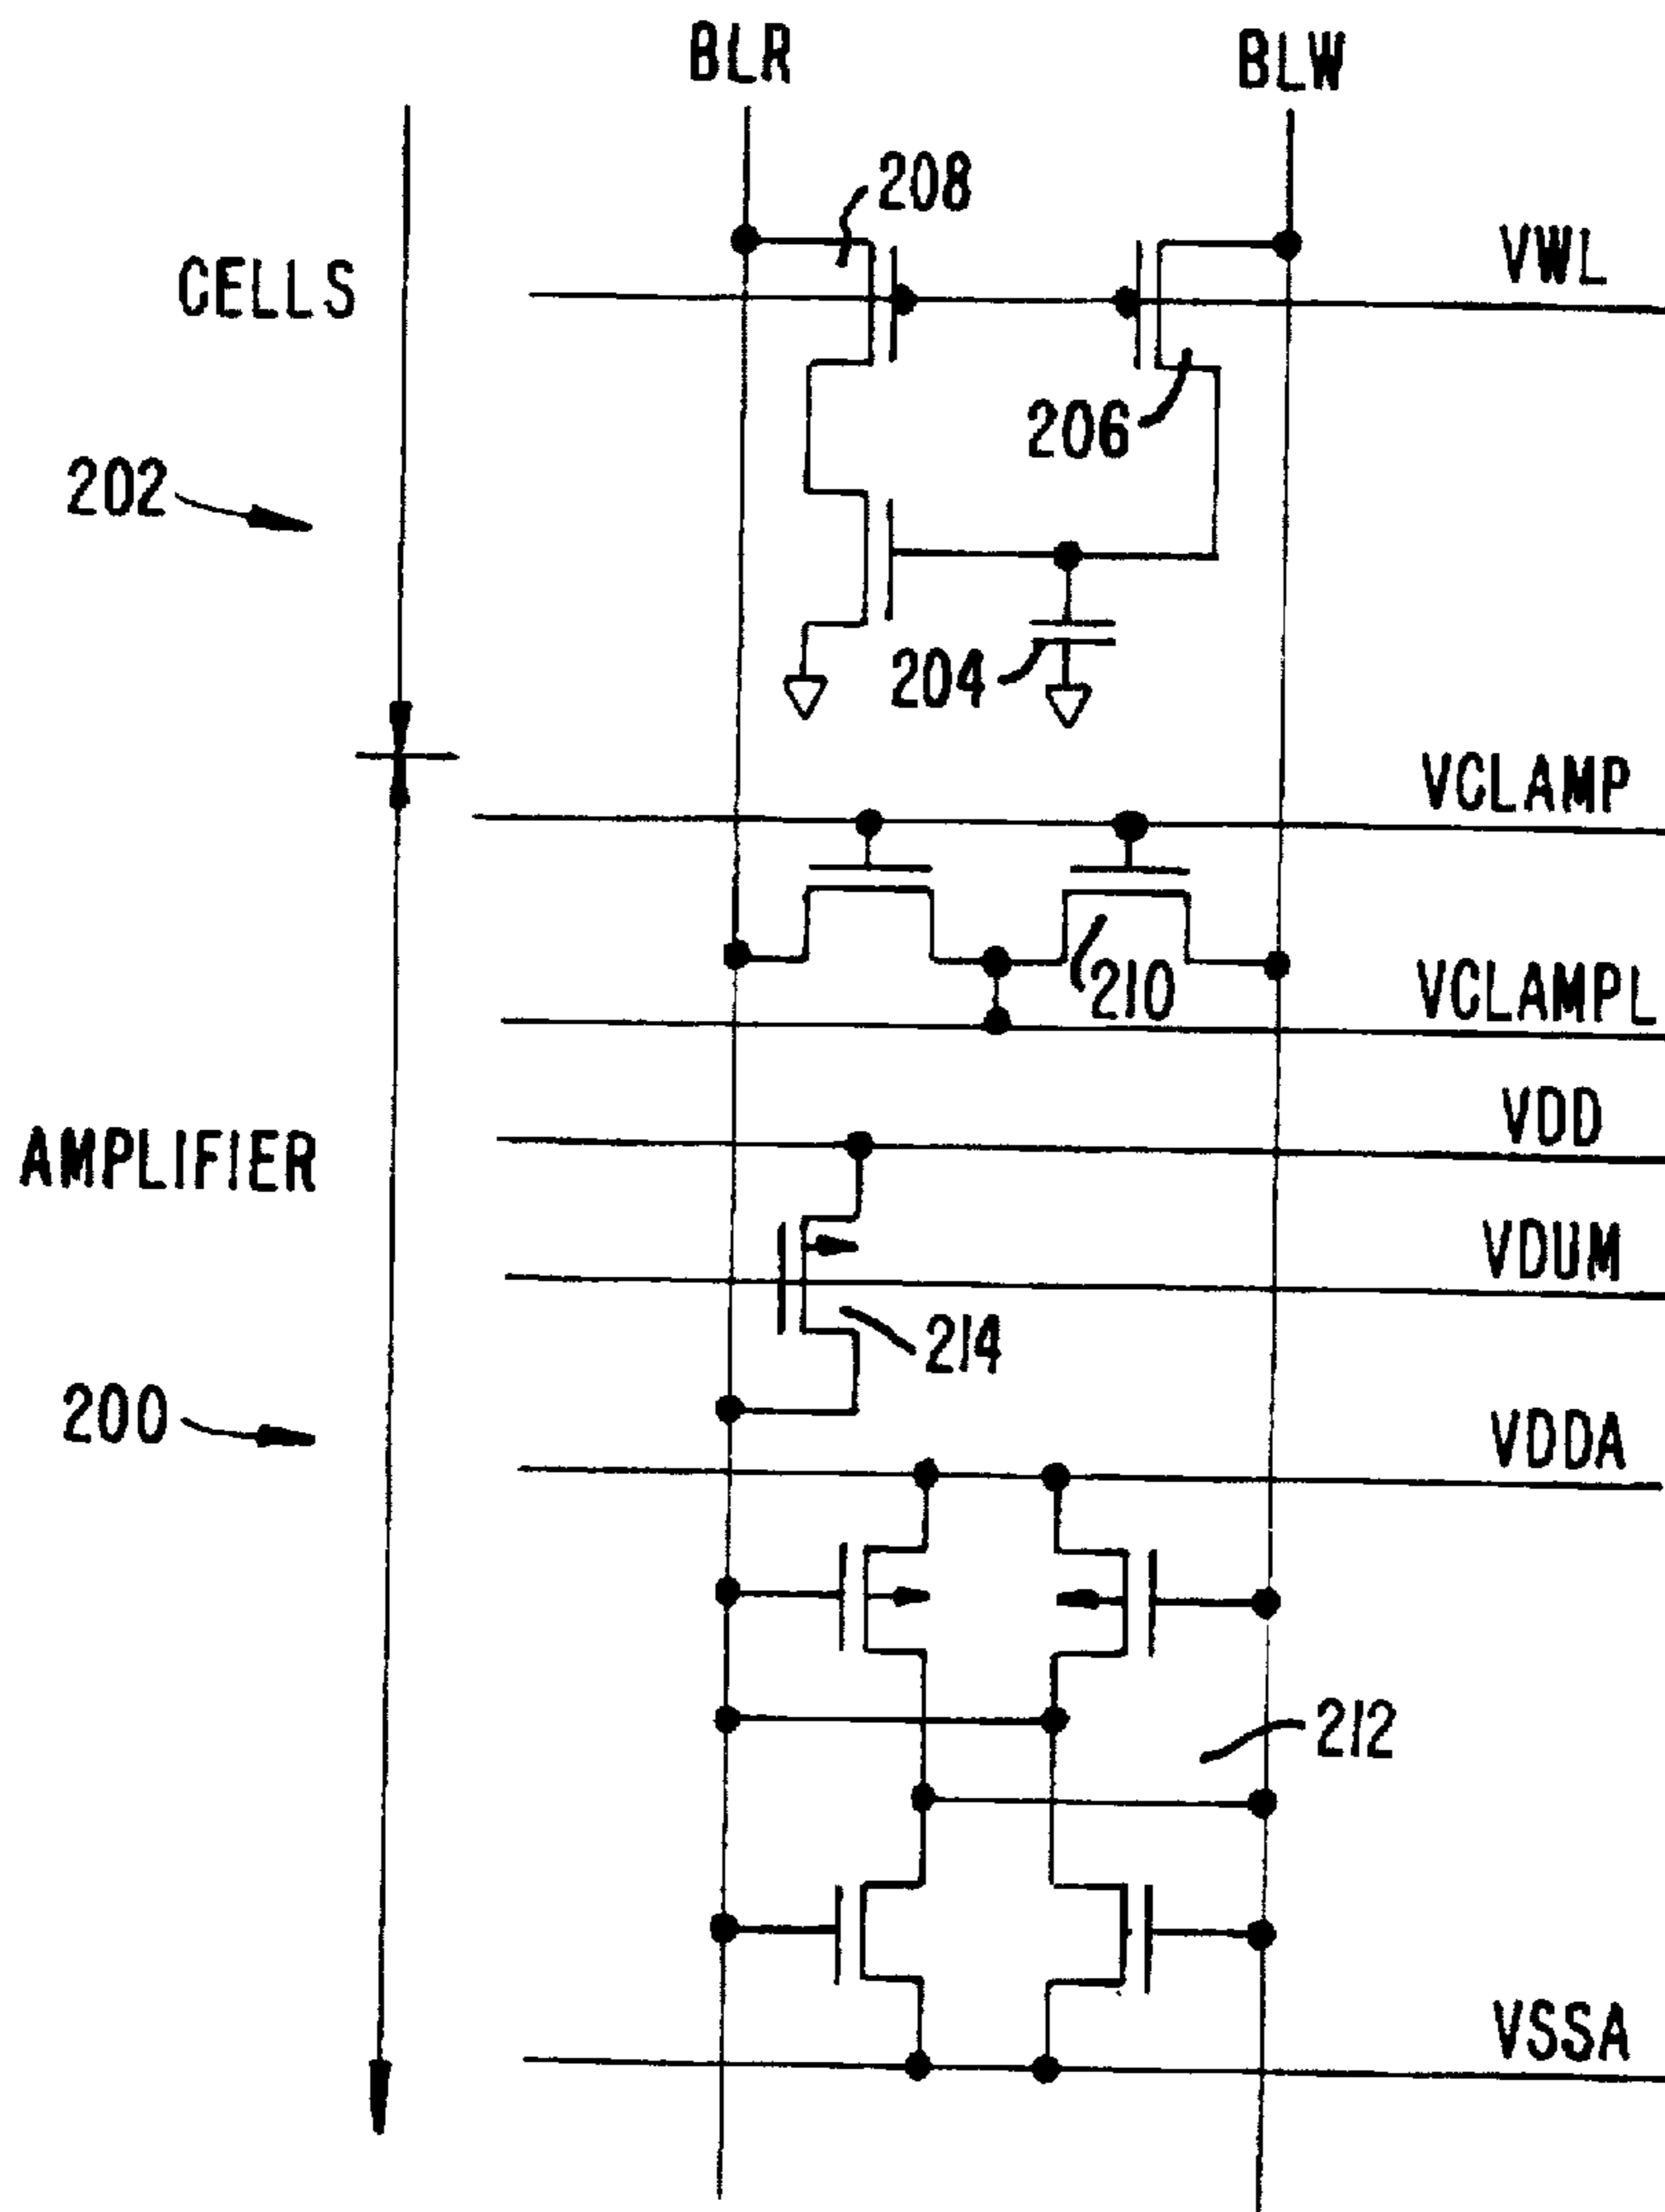 BLR BLW
208
VWL
CELLS
206
202
204
VCLAMP
210
VCLAMPL
VDD
AMPLIFIER
VDUM
214
200
VDDA
212
VSSA